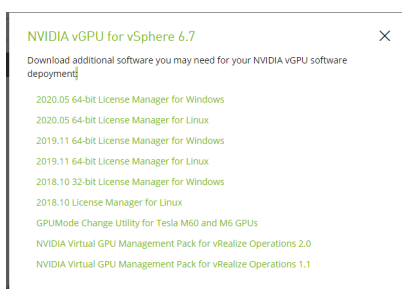 NVIDIA vGPU for vSphere 6.7
Download additional software you may need for your NVIDIA vGPU software
depoyment:
2020.05 64-bit License Manager for Windows
2020.05 64-bit License Manager for Linux
2019.11 64-bit License Manager for Windows
2019.11 64-bit License Manager for Linux
2018.10 32-bit License Manager for Windows
2018.10 License Manager for Linux
GPUMode Change Utility for Tesla M60 and M6 GPUs
NVIDIA Virtual GPU Management Pack for vRealize Operations 2.0
NVIDIA Virtual GPU Management Pack for vRealize Operations 1.1